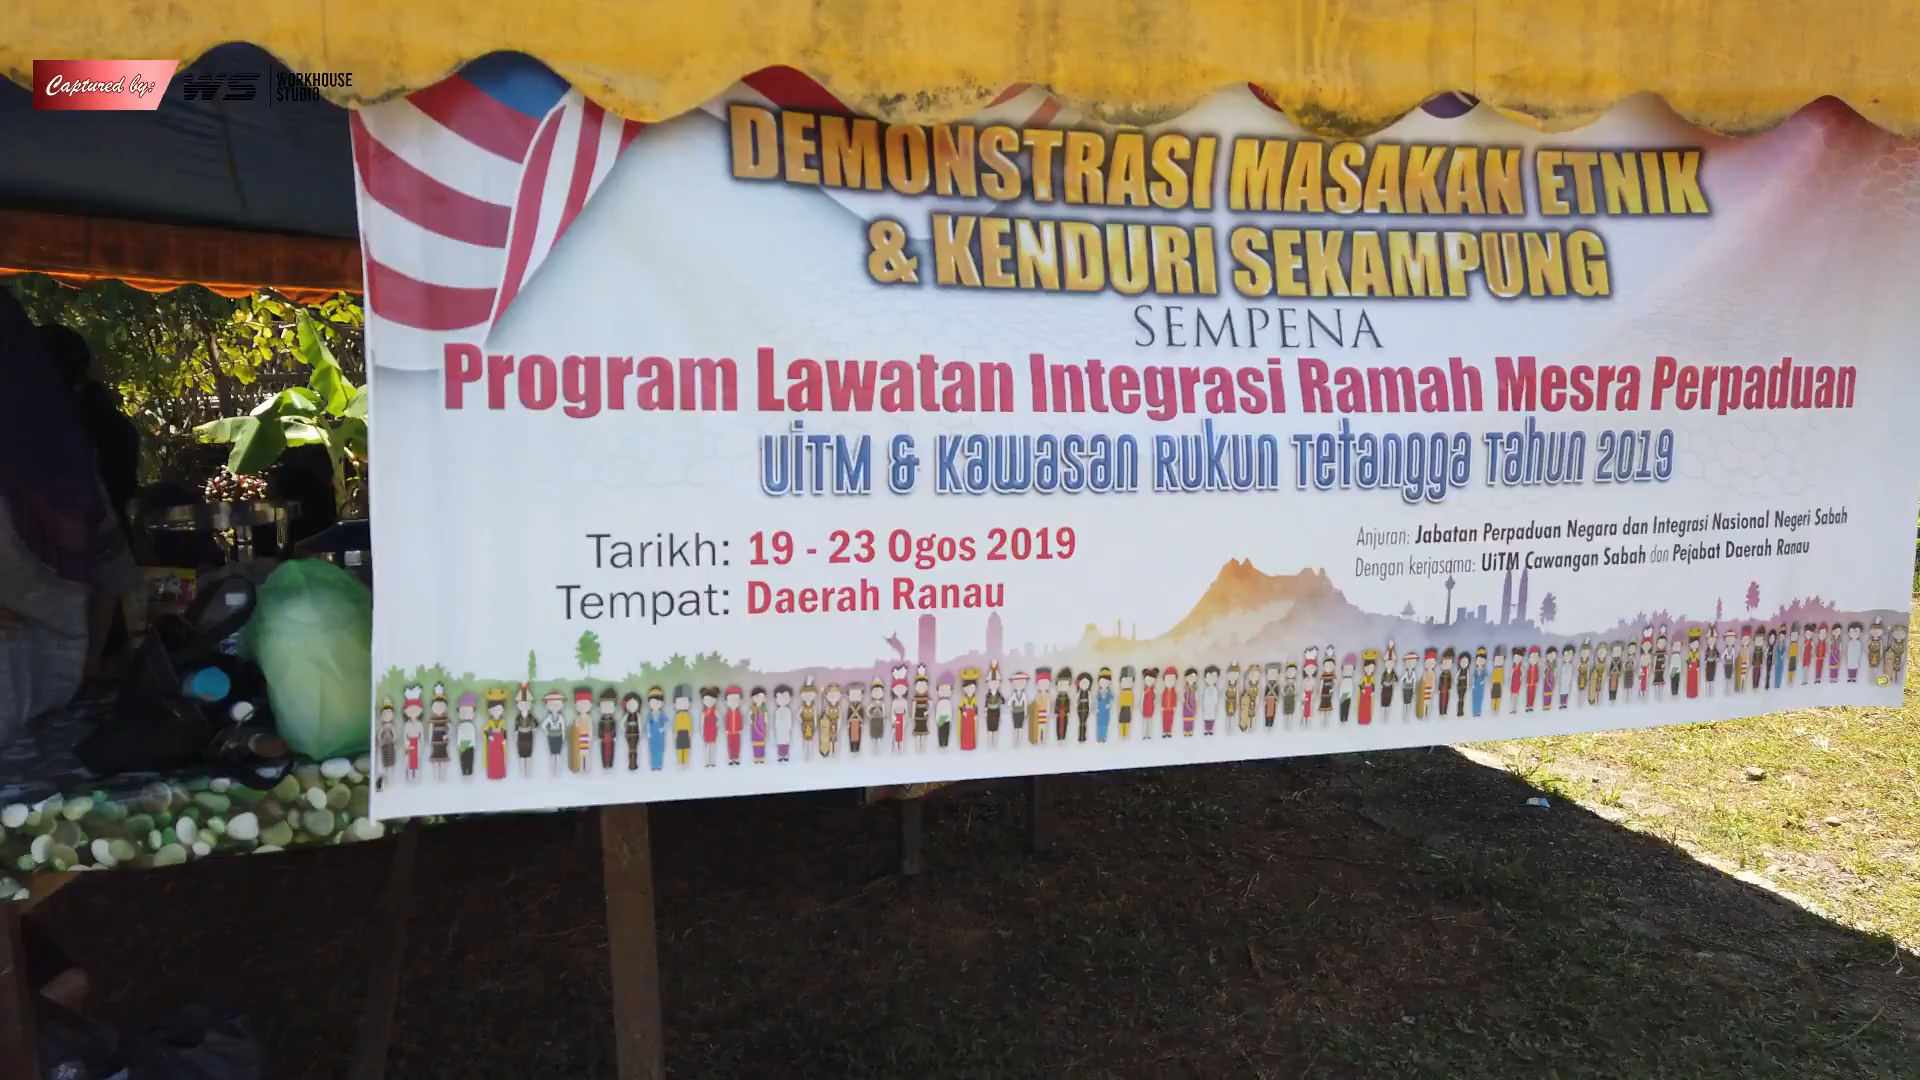 Captured by:
WS WORKHOUSE
STUDIO
DEMONSTRASI MASAKAN ETNIK
& KENDURI SEKAMPUNG
SEMPENA
Program Lawatan Integrasi Ramah Mesra Perpaduan
UiTM & Kawasan Rukun Tetangga Tahun 2019
Tarikh: 19 - 23 Ogos 2019
Tempat: Daerah Ranau
Anjuran: Jabatan Perpaduan Negara dan Integrasi Nasional Negeri Sabah
Dengan kerjasama: UiTM Cawangan Sabah dan Pejabat Daerah Ranau